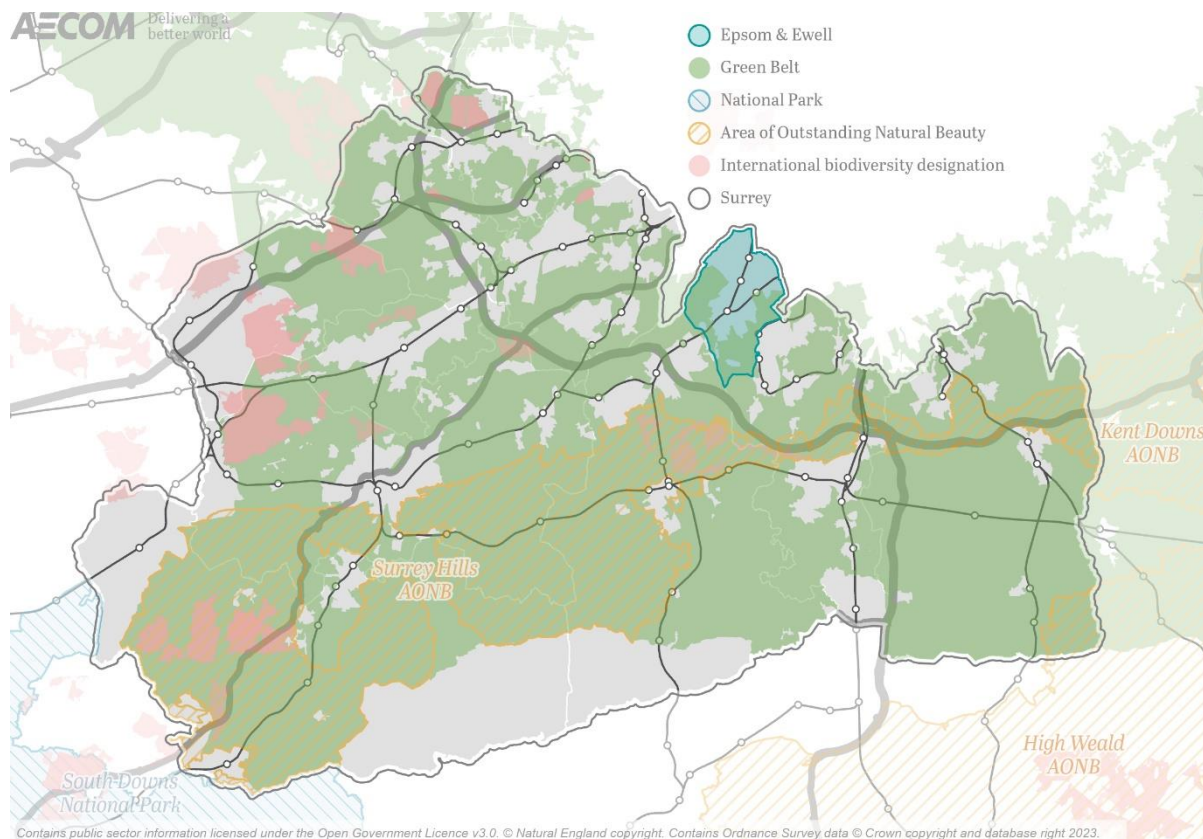 AECOM
Delivering a
better world
Epsom & Ewell
Green Belt
National Park
Area of Outstanding Natural Beauty
International biodiversity designation
Surrey
Kent Downs
AONB
Surrey Hills
AONB
High Weald
AONB
South Downs
National Park
Contains public sector information licensed under the Open Government Licence v3.0. © Natural England copyright. Contains Ordnance Survey data © Crown copyright and database right 2023.